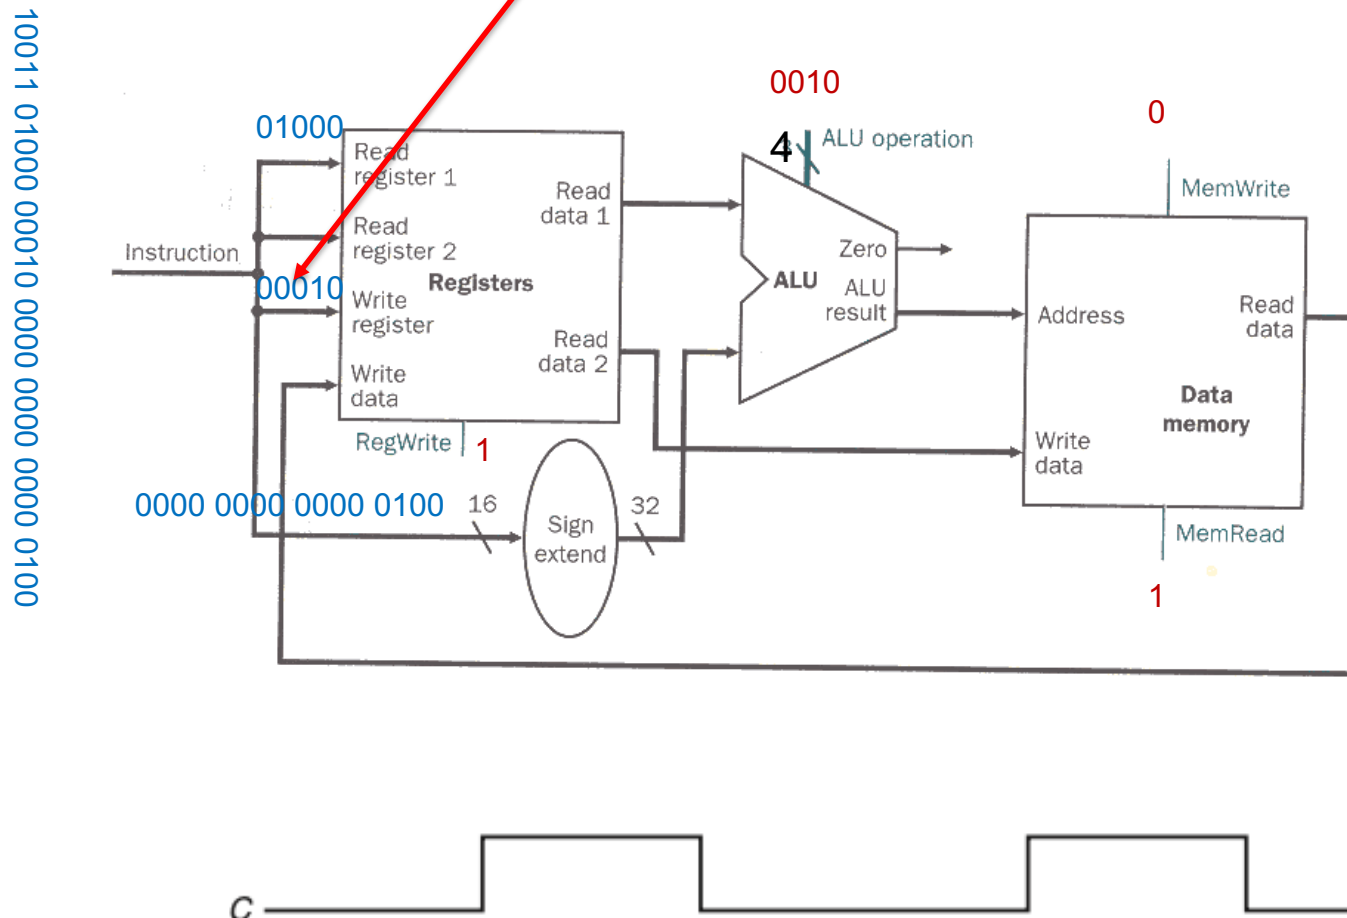 10011 01000 00010 0000 0000 0000 0100
0010
0
01000
4
ALU operation
MemWrite
Read
register 1
Read
data 1
Read
register 2
Instruction
Zero
00010
Registers
ALU
ALU
result
Write
register
Address
Read
data
Read
data 2
Write
data
Data
memory
RegWrite
1
Write
data
0000 0000 0000 0100
16
32
Sign
extend
MemRead
1
C